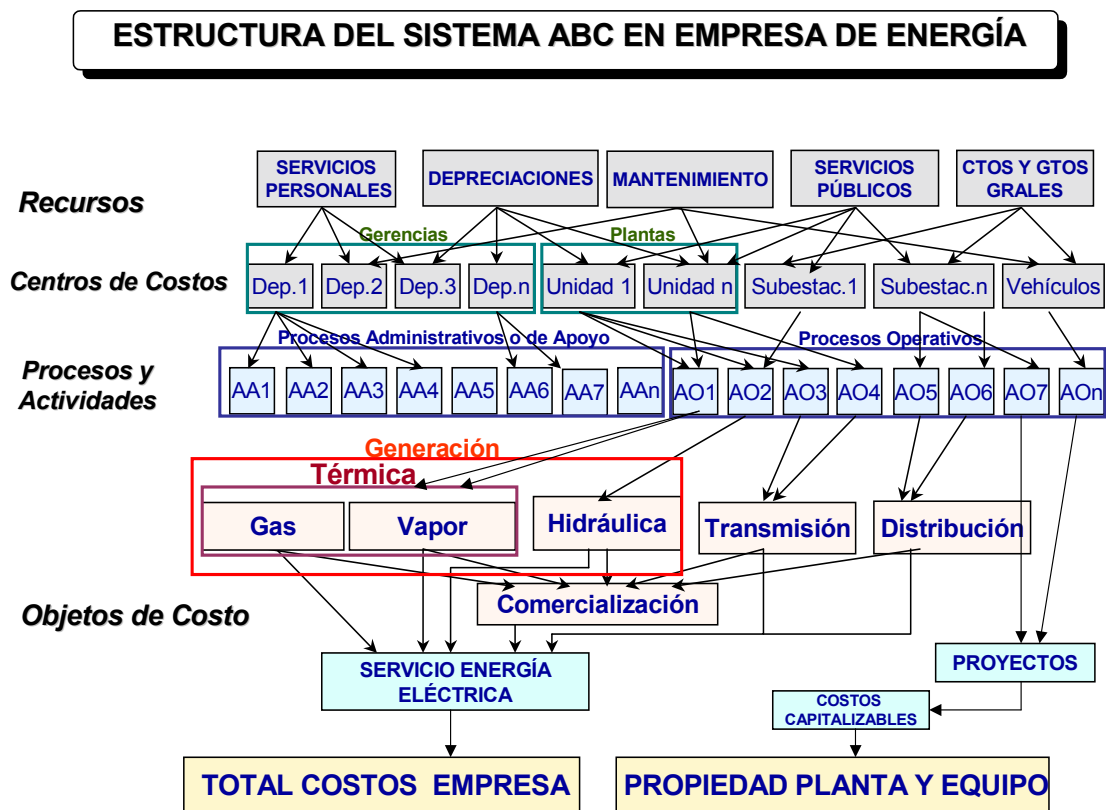 ESTRUCTURA DEL SISTEMA ABC EN EMPRESA DE ENERGÍA
SERVICIOS
PERSONALES
DEPRECIACIONES
MANTENIMIENTO
SERVICIOS
PÚBLICOS
CTOS Y GTOS
GRALES
Recursos
Gerencias
Plantas
Centros de Costos
Dep.1
Dep.2
Dep.3
Dep.n
Unidad 1
Unidad n
Subestac.1
Subestac.n
Vehículos
Procesos Administrativos o de Apoyo
Procesos Operativos
Procesos y
Actividades
AA1
AA2
AA3
AA4
AA5
AA6
AA7
AAn
AO1
AO2
AO3
AO4
AO5
AO6
AO7
AOn
Generación
Térmica
Gas
Vapor
Hidráulica
Transmisión
Distribución
Comercialización
Objetos de Costo
SERVICIO ENERGÍA
ELÉCTRICA
PROYECTOS
COSTOS
CAPITALIZABLES
TOTAL COSTOS EMPRESA
PROPIEDAD PLANTA Y EQUIPO